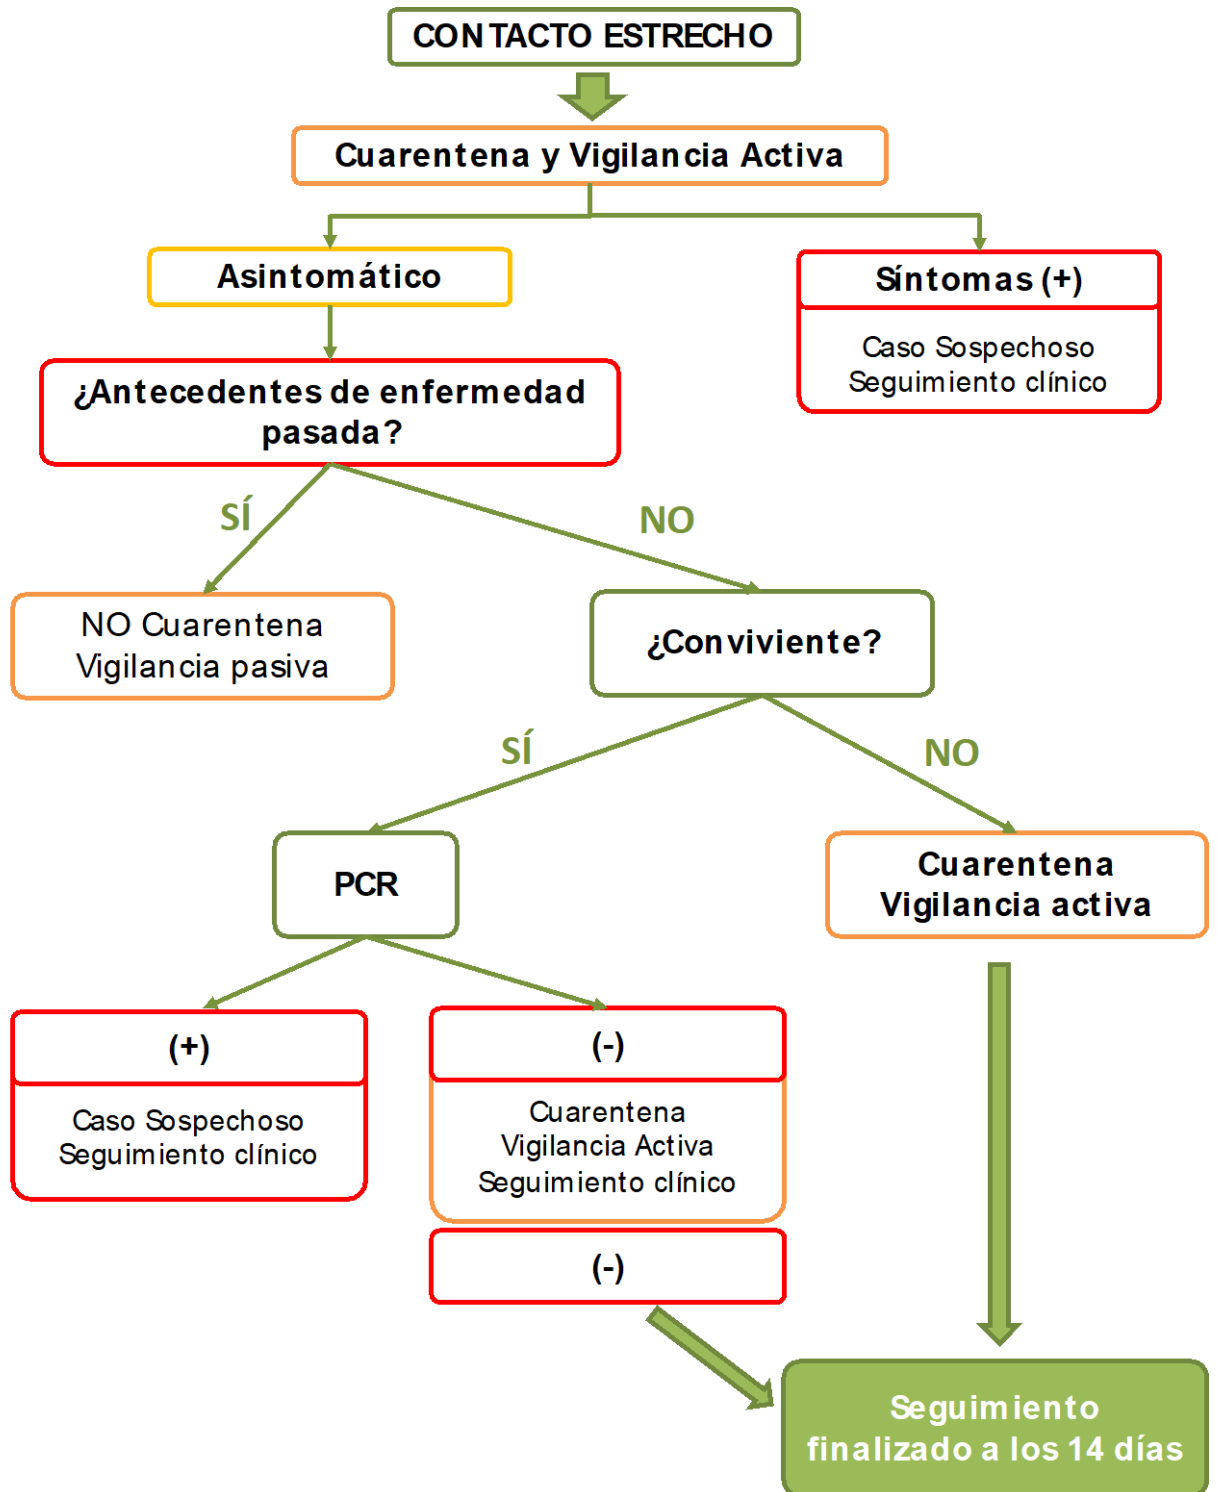 CONTACTO ESTRECHO
Cuarentena y Vigilancia Activa
Asintomático
Síntomas (+)
Caso Sospechoso
Seguimiento clínico
¿Antecedentes de enfermedad
pasada?
SÍ
NO
NO Cuarentena
Vigilancia pasiva
¿Conviviente?
SÍ
NO
PCR
Cuarentena
Vigilancia activa
(+)
Caso Sospechoso
Seguimiento clínico
(-)
Cuarentena
Vigilancia Activa
Seguimiento clínico
(-)
Seguimiento
finalizado a los 14 días